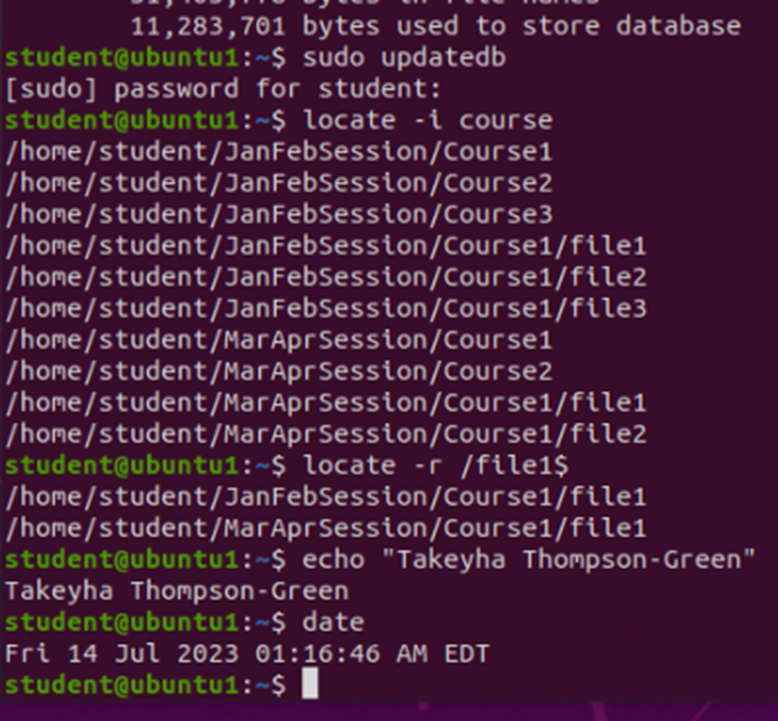 11,283,701 bytes used to store database
student@ubuntu1:~$ sudo updatedb
[sudo] password for student:
student@ubuntu1:~$ locate -i course
/home/student/JanFebSession/Course1
/home/student/JanFebSession/Course2
/home/student/JanFebSession/Course3
/home/student/JanFebSession/Course1/file1
/home/student/JanFebSession/Course1/file2
/home/student/JanFebSession/Course1/file3
/home/student/MarAprSession/Course1
/home/student/MarAprSession/Course2
/home/student/MarAprSession/Course1/file1
/home/student/MarAprSession/Course1/file2
student@ubuntu1:~$ locate -r /file1$
/home/student/JanFebSession/Course1/file1
/home/student/MarAprSession/Course1/file1
student@ubuntu1:~$ echo "Takeyha Thompson-Green"
Takeyha Thompson-Green
student@ubuntu1:~$ date
Fri 14 Jul 2023 01:16:46 AM EDT
student@ubuntu1:~$